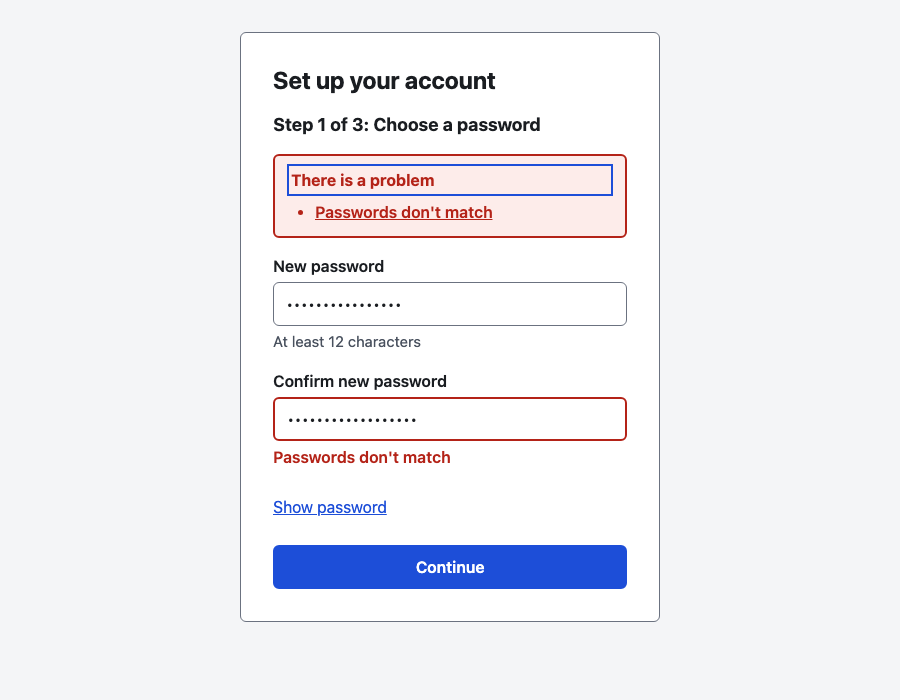 Set up your account
Step 1 of 3: Choose a password
There is a problem
• Passwords don't match
New password
••••••••••••••••
At least 12 characters
Confirm new password
••••••••••••••••••
Passwords don't match
Show password
Continue